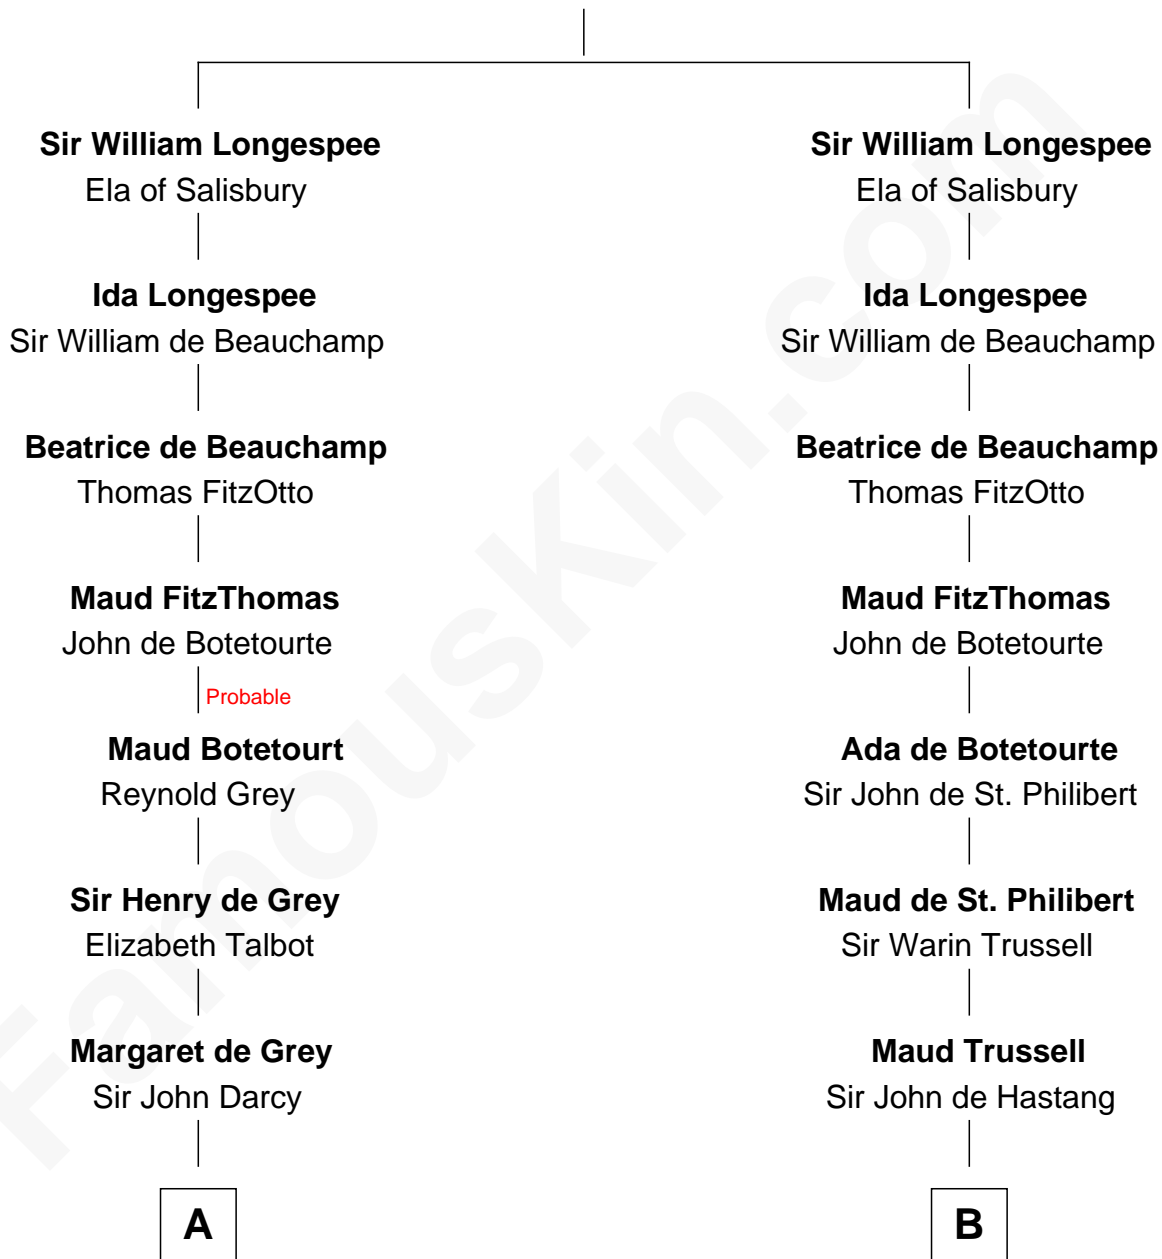 Sir William Longespee
Ela of Salisbury
Ida Longespee
Sir William de Beauchamp
Beatrice de Beauchamp
Thomas FitzOtto
Maud FitzThomas
John de Botetourte
Probable
Maud Botetourt
Reynold Grey
Sir Henry de Grey
Elizabeth Talbot
Margaret de Grey
Sir John Darcy
A
Sir William Longespee
Ela of Salisbury
Ida Longespee
Sir William de Beauchamp
Beatrice de Beauchamp
Thomas FitzOtto
Maud FitzThomas
John de Botetourte
Ada de Botetourte
Sir John de St. Philibert
Maud de St. Philibert
Sir Warin Trussell
Maud Trussell
Sir John de Hastang
B
FamousKin.com